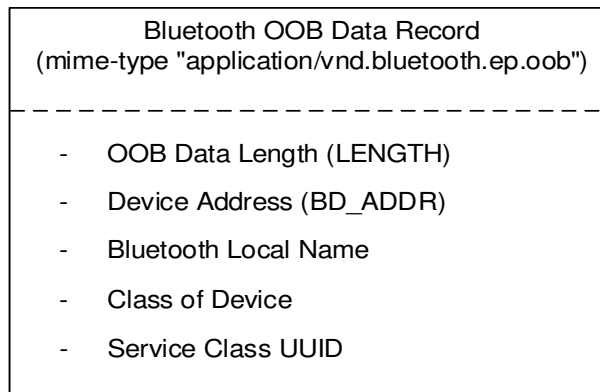 Bluetooth OOB Data Record
(mime-type "application/vnd.bluetooth.ep.oob")
- OOB Data Length (LENGTH)
- Device Address (BD_ADDR)
- Bluetooth Local Name
- Class of Device
- Service Class UUID